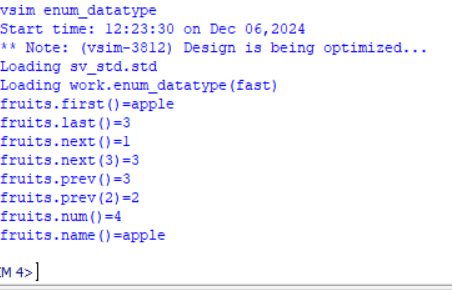 vsim enum_datatype
Start time: 12:23:30 on Dec 06,2024
** Note: (vsim-3812) Design is being optimized...
Loading sv_std.std
Loading work.enum_datatype(fast)
fruits.first()=apple
fruits.last()=3
fruits.next()=1
fruits.next(3)=3
fruits.prev()=3
fruits.prev(2)=2
fruits.num()=4
fruits.name()=apple
M 4>